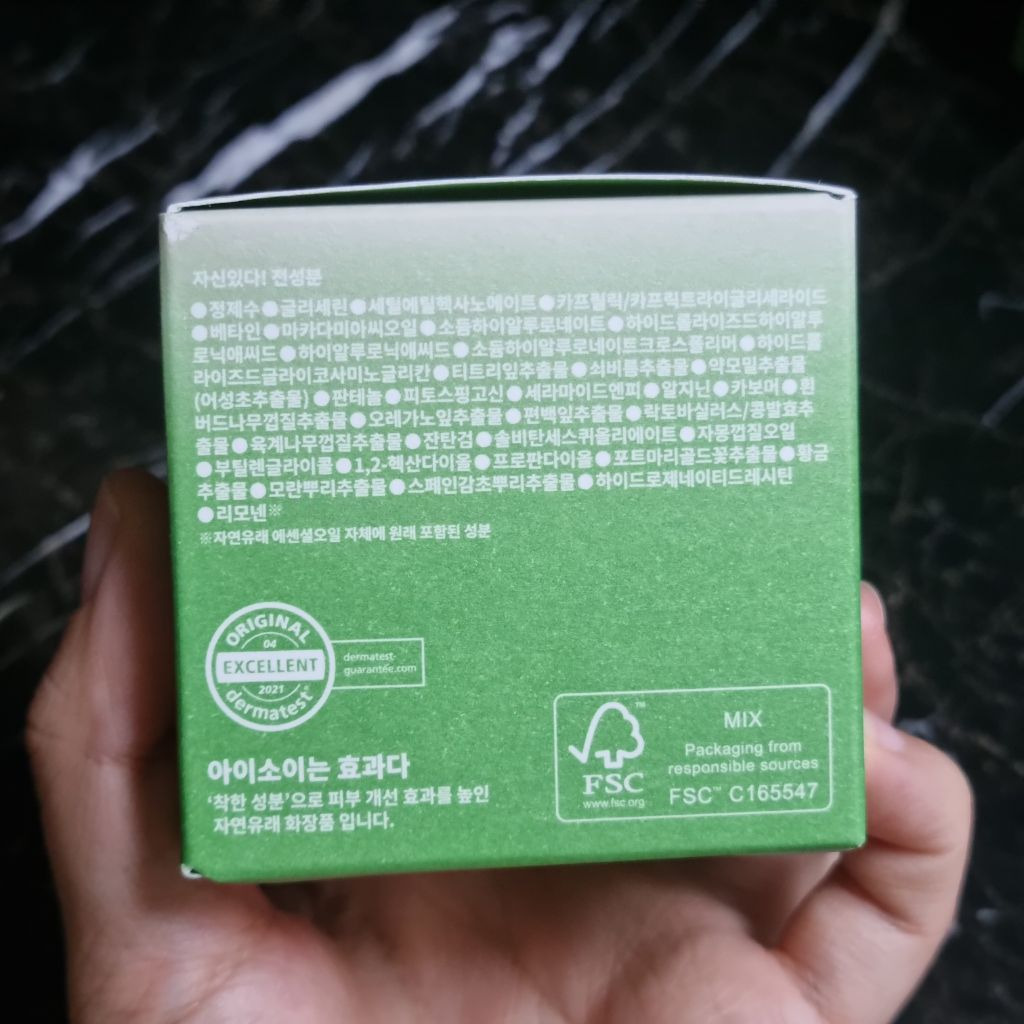 자신있다! 전성분
●정제수●글리세린●세틸에틸헥사노에이트●카프릴릭/카프릭트라이글리세라이드
●베타인●마카다미아씨오일●소듐하이알루로네이트●하이드롤라이즈드하이알루
로닉애씨드●하이알루로닉애씨드●소듐하이알루로네이트크로스폴리머●하이드롤
라이즈드글라이코사미노글리칸●티트리잎추출물●쇠비름추출물●약모밀추출물
(어성초추출물)●판테놀●피토스핑고신●세라마이드엔피●알지닌●카보머●흰
버드나무껍질추출물●오레가노잎추출물●편백잎추출물●락토바실러스/콩발효추
출물●육계나무껍질추출물●잔탄검●솔비탄세스퀴올리에이트●자몽껍질오일
●부틸렌글라이콜●1,2-헥산다이올●프로판다이올●포트마리골드꽃추출물●황금
추출물●모란뿌리추출물●스페인감초뿌리추출물●하이드로제네이티드레시틴
●리모넨※
※자연유래 에센셜오일 자체에 원래 포함된 성분
ORIGINAL
04
EXCELLENT
2021
dermatest®
dermatest-
guarantee.com
아이소이는 효과다
‘착한 성분’으로 피부 개선 효과를 높인
자연유래 화장품 입니다.
™
FSC
www.fsc.org
MIX
Packaging from
responsible sources
FSC™ C165547